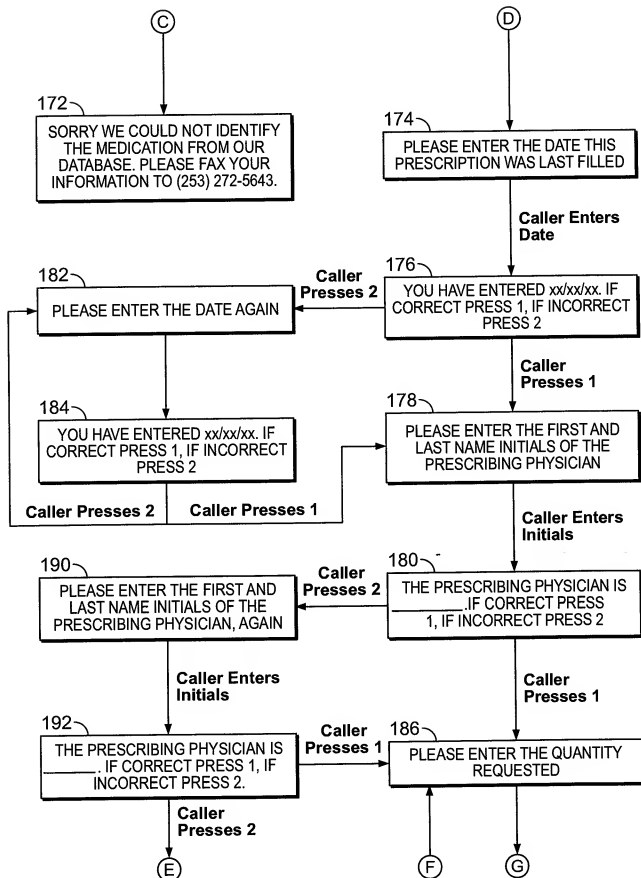 C
D
172
SORRY WE COULD NOT IDENTIFY
THE MEDICATION FROM OUR
DATABASE. PLEASE FAX YOUR
INFORMATION TO (253) 272-5643.
174
PLEASE ENTER THE DATE THIS
PRESCRIPTION WAS LAST FILLED
Caller Enters
Date
182
PLEASE ENTER THE DATE AGAIN
Caller
Presses 2
176
YOU HAVE ENTERED xx/xx/xx. IF
CORRECT PRESS 1, IF INCORRECT
PRESS 2
Caller
Presses 1
184
YOU HAVE ENTERED xx/xx/xx. IF
CORRECT PRESS 1, IF INCORRECT
PRESS 2
178
PLEASE ENTER THE FIRST AND
LAST NAME INITIALS OF THE
PRESCRIBING PHYSICIAN
Caller Presses 2
Caller Presses 1
Caller Enters
Initials
190
PLEASE ENTER THE FIRST AND
LAST NAME INITIALS OF THE
PRESCRIBING PHYSICIAN, AGAIN
Caller
Presses 2
180
THE PRESCRIBING PHYSICIAN IS
________.IF CORRECT PRESS
1, IF INCORRECT PRESS 2
Caller Enters
Initials
Caller
Presses 1
192
THE PRESCRIBING PHYSICIAN IS
______. IF CORRECT PRESS 1, IF
INCORRECT PRESS 2.
Caller
Presses 1
186
PLEASE ENTER THE QUANTITY
REQUESTED
Caller
Presses 2
E
F
G